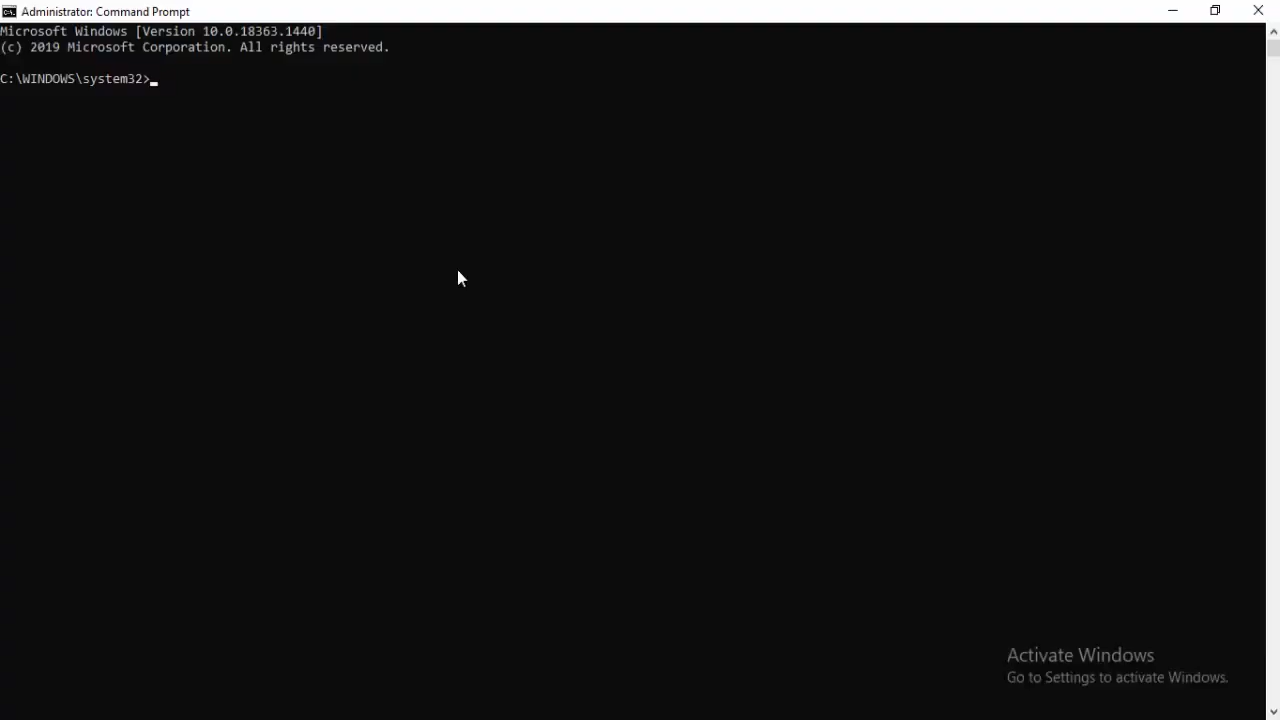 Administrator: Command Prompt
Microsoft Windows [Version 10.0.18363.1440]
(c) 2019 Microsoft Corporation. All rights reserved.
C:\WINDOWS\system32>
Activate Windows
Go to Settings to activate Windows.